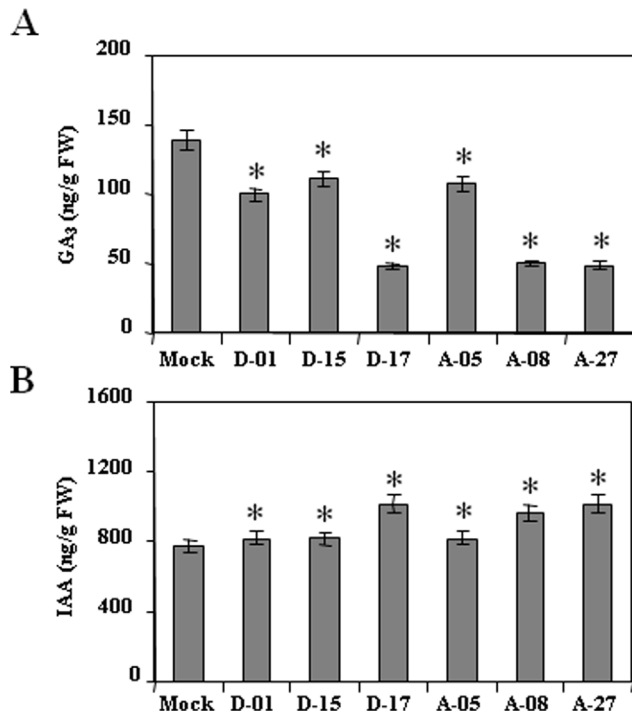 A
GA₃ (ng/g FW)
200
150
100
50
0
* * * * * *
Mock D-01 D-15 D-17 A-05 A-08 A-27
B
IAA (ng/g FW)
1600
1200
800
400
0
* * * * * *
Mock D-01 D-15 D-17 A-05 A-08 A-27